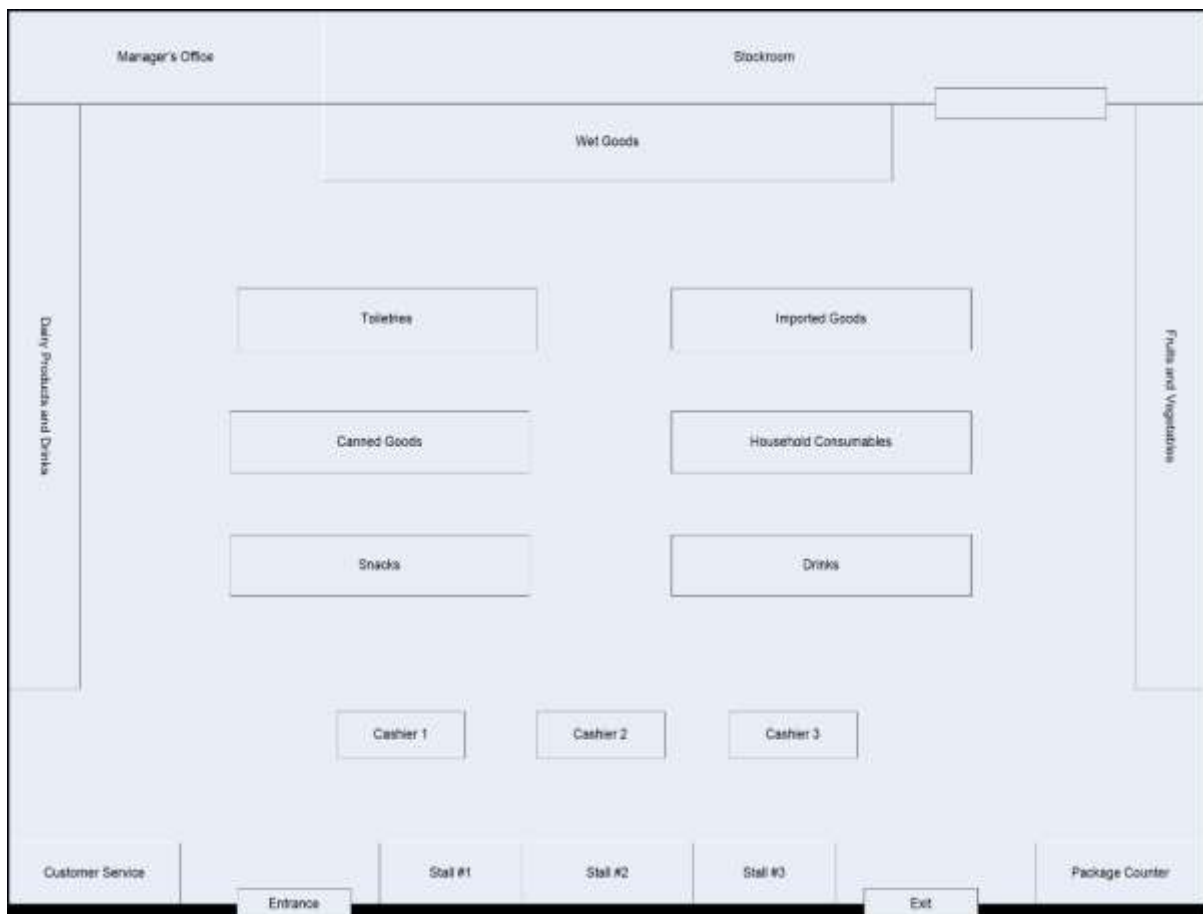 Manager's Office
Stockroom
Wet Goods
Toiletries
Imported Goods
Dairy Products and Drinks
Fruits and Vegetables
Canned Goods
Household Consumables
Snacks
Drinks
Cashier 1
Cashier 2
Cashier 3
Customer Service
Stall #1
Stall #2
Stall #3
Package Counter
Entrance
Exit